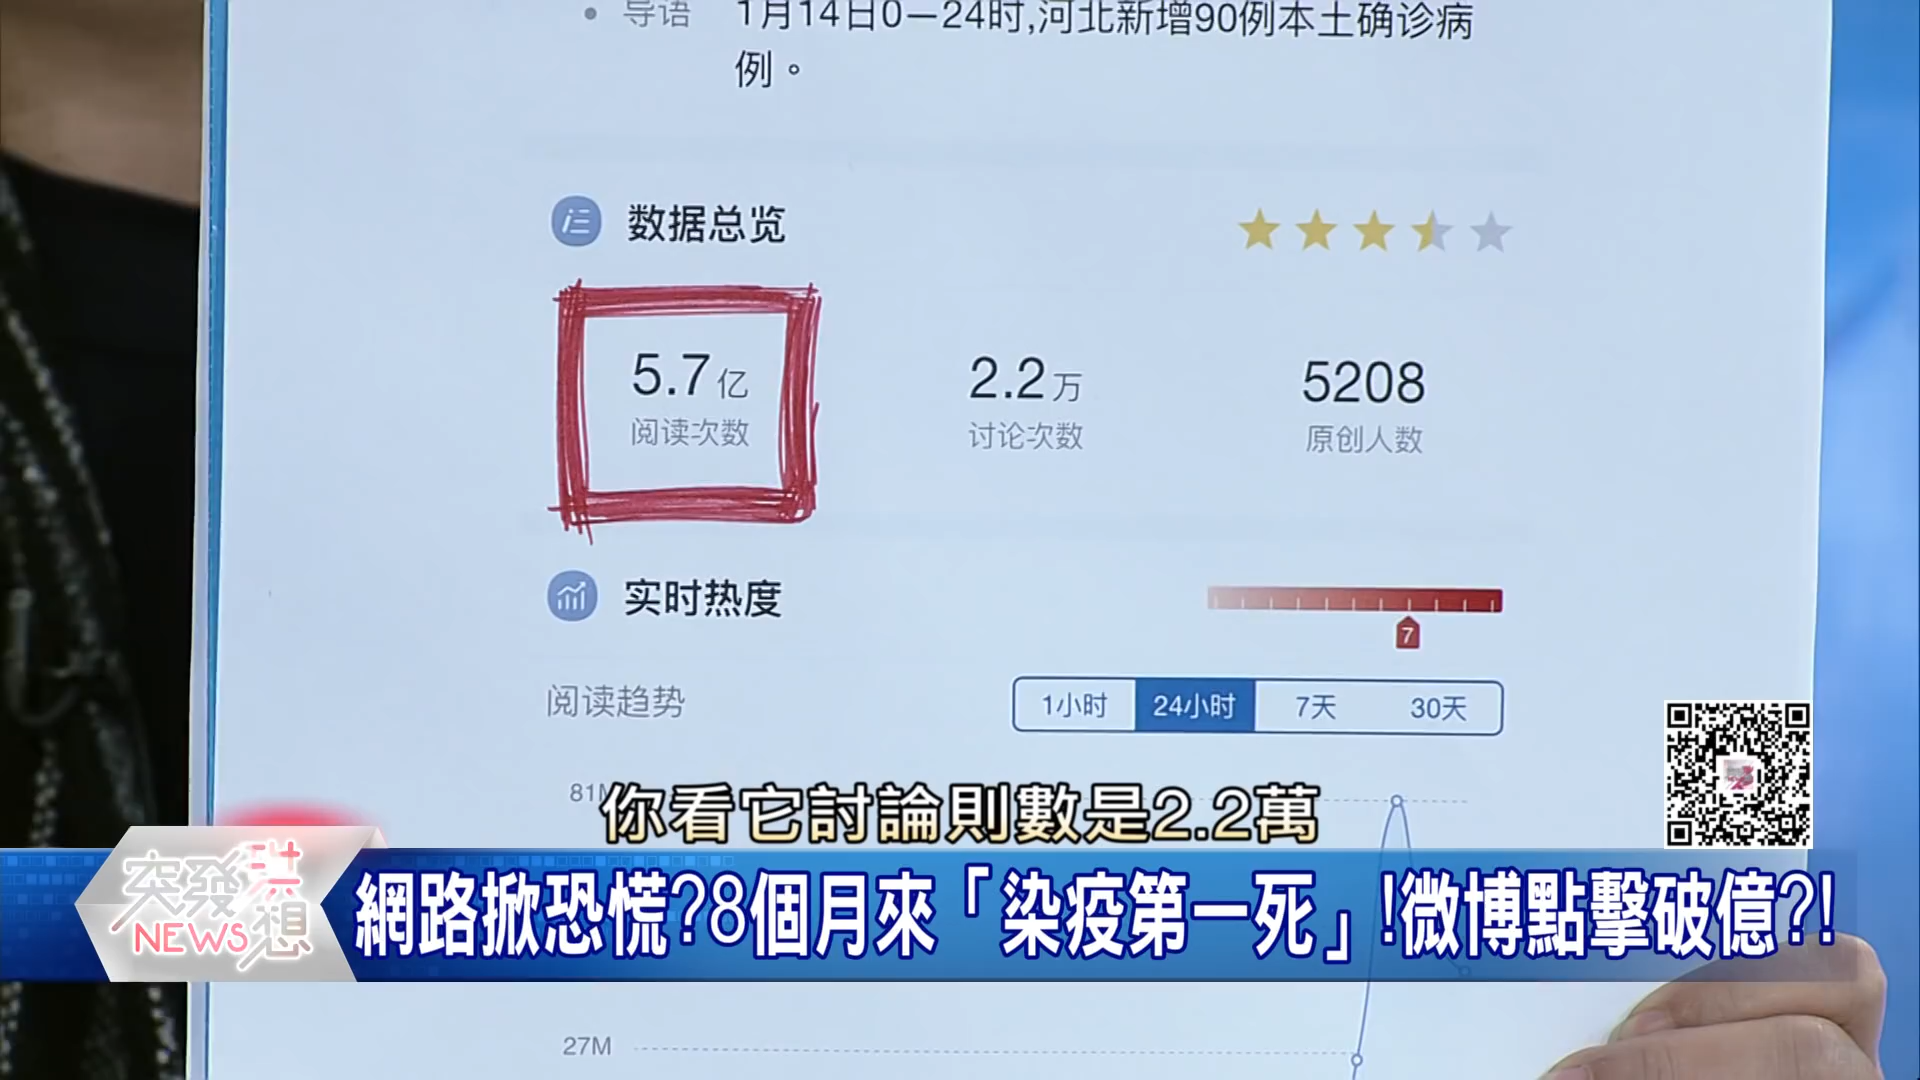 • 导语 1月14日0—24时,河北新增90例本土确诊病
例。
数据总览
5.7亿 2.2万 5208
阅读次数 讨论次数 原创人数
实时热度
7
阅读趋势 1小时 24小时 7天 30天
81M
你看它討論則數是2.2萬
突發琪想
NEWS
網路掀恐慌?8個月來「染疫第一死」!微博點擊破億?!
27M